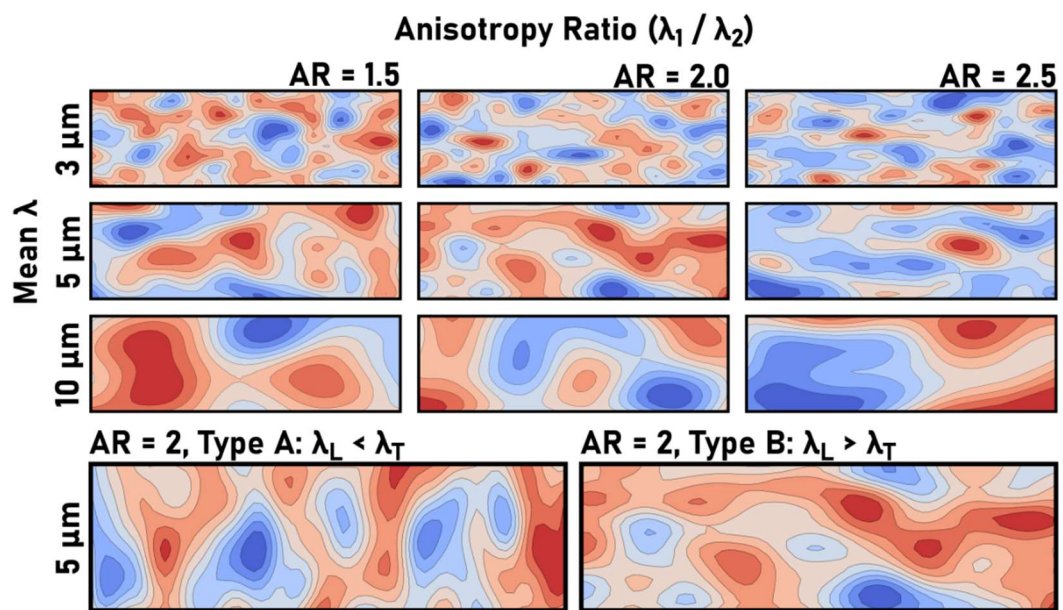 Anisotropy Ratio (λ₁ / λ₂)
AR = 1.5
AR = 2.0
AR = 2.5
Mean λ
3 µm
5 µm
10 µm
AR = 2, Type A: λL < λT
AR = 2, Type B: λL > λT
5 µm